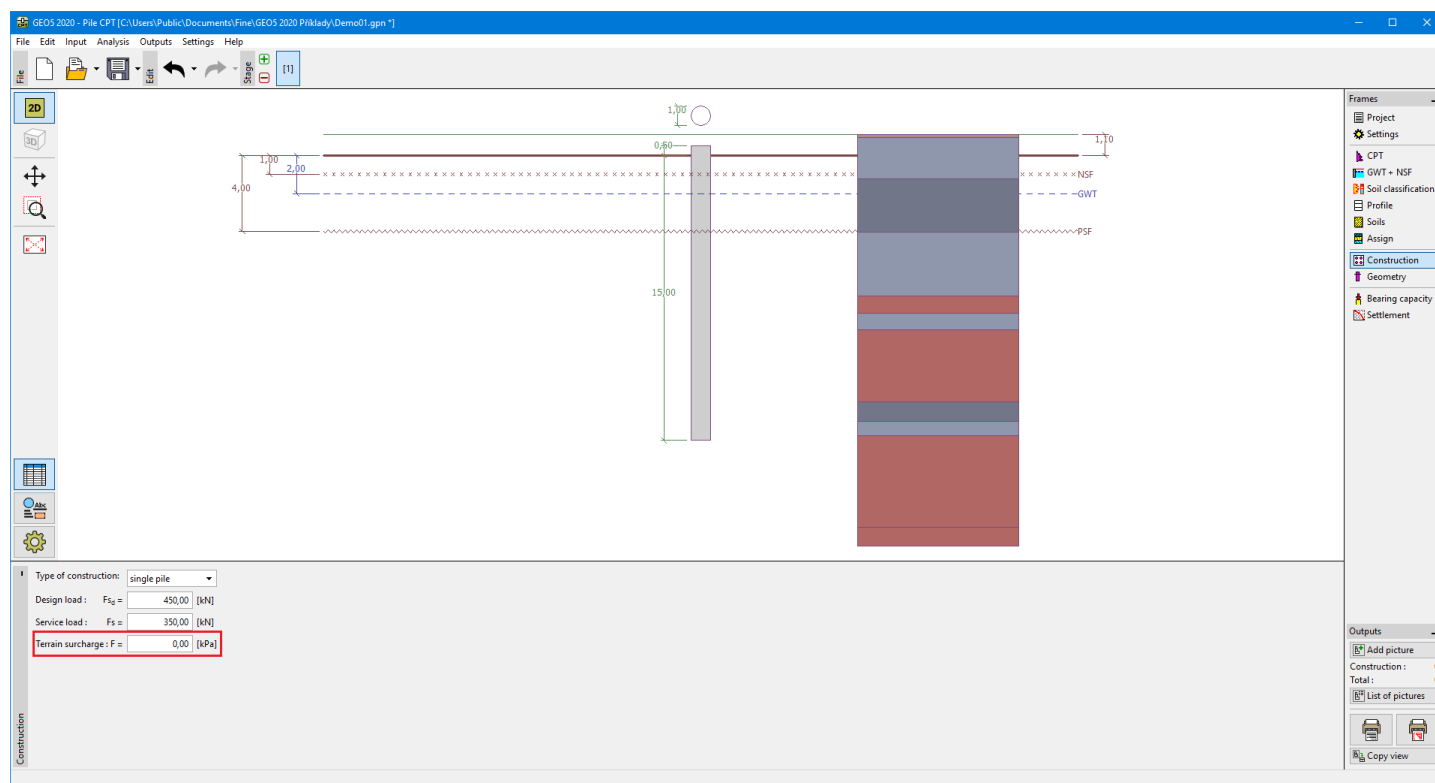 GEO5 2020 - Pile CPT [C:\Users\Public\Documents\Fine\GEO5 2020 Příklady\Demo01.gpn *]
File Edit Input Analysis Outputs Settings Help
File
Edit
Stage
[1]
2D
3D
Abc
1,00
0,50
1,10
1,00
2,00
4,00
NSF
GWT
PSF
15,00
Frames
Project
Settings
CPT
GWT + NSF
Soil classification
Profile
Soils
Assign
Construction
Geometry
Bearing capacity
Settlement
Construction
Type of construction: single pile
Design load : Fsd = 450,00 [kN]
Service load : Fs = 350,00 [kN]
Terrain surcharge : F = 0,00 [kPa]
Outputs
Add picture
Construction :
Total :
List of pictures
Copy view